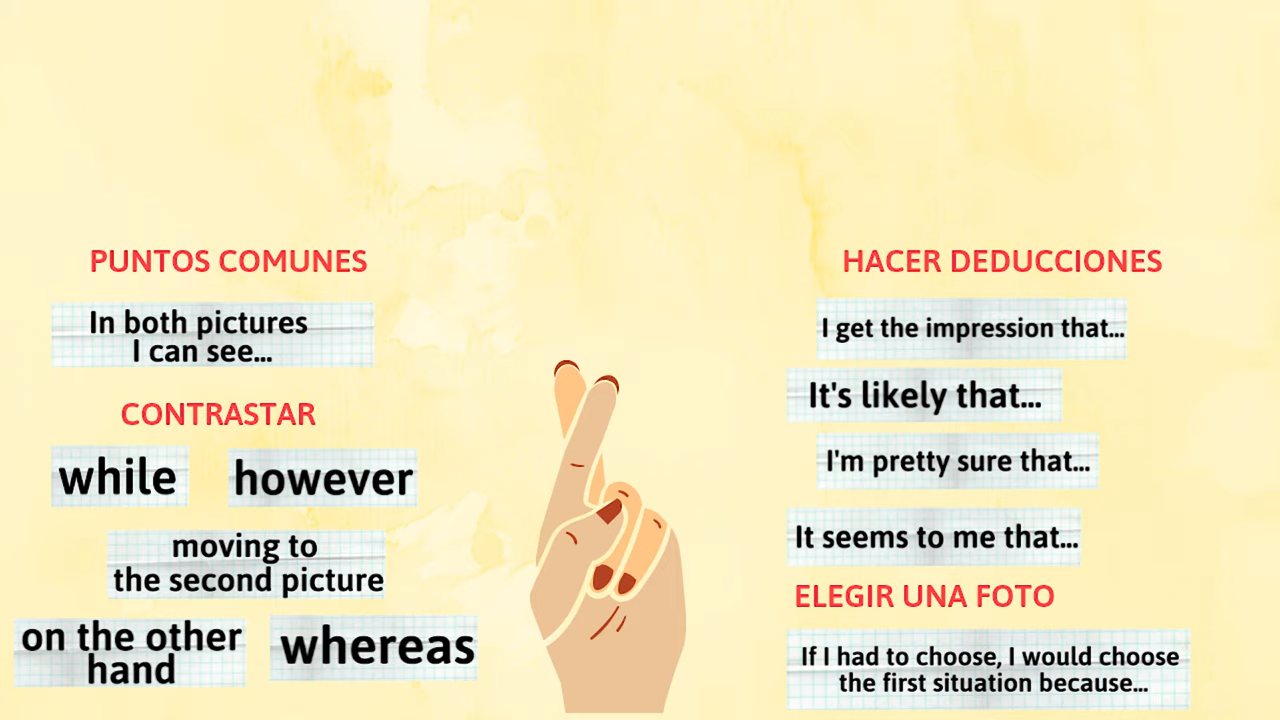 PUNTOS COMUNES
In both pictures
I can see...
CONTRASTAR
while
however
moving to
the second picture
on the other
hand
whereas
HACER DEDUCCIONES
I get the impression that...
It's likely that...
I'm pretty sure that...
It seems to me that...
ELEGIR UNA FOTO
If I had to choose, I would choose
the first situation because...